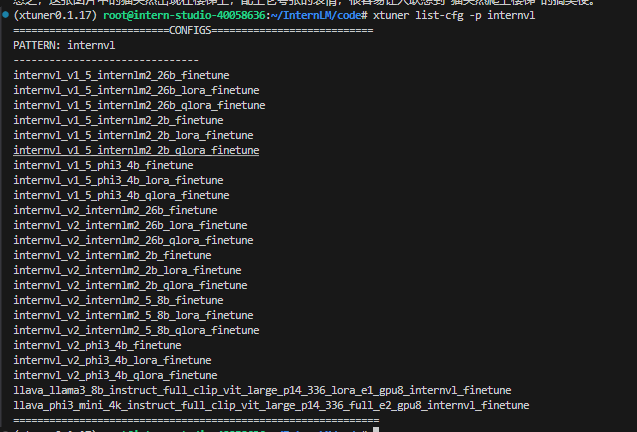 (xtuner0.1.17) root@intern-studio-40058636:~/InternLM/code# xtuner list-cfg -p internvl
==========================CONFIGS===========================
PATTERN: internvl
-------------------------------
internvl_v1_5_internlm2_26b_finetune
internvl_v1_5_internlm2_26b_lora_finetune
internvl_v1_5_internlm2_26b_qlora_finetune
internvl_v1_5_internlm2_2b_finetune
internvl_v1_5_internlm2_2b_lora_finetune
internvl_v1_5_internlm2_2b_qlora_finetune
internvl_v1_5_phi3_4b_finetune
internvl_v1_5_phi3_4b_lora_finetune
internvl_v1_5_phi3_4b_qlora_finetune
internvl_v2_internlm2_26b_finetune
internvl_v2_internlm2_26b_lora_finetune
internvl_v2_internlm2_26b_qlora_finetune
internvl_v2_internlm2_2b_finetune
internvl_v2_internlm2_2b_lora_finetune
internvl_v2_internlm2_2b_qlora_finetune
internvl_v2_internlm2_5_8b_finetune
internvl_v2_internlm2_5_8b_lora_finetune
internvl_v2_internlm2_5_8b_qlora_finetune
internvl_v2_phi3_4b_finetune
internvl_v2_phi3_4b_lora_finetune
internvl_v2_phi3_4b_qlora_finetune
llava_llama3_8b_instruct_full_clip_vit_large_p14_336_lora_e1_gpu8_internvl_finetune
llava_phi3_mini_4k_instruct_full_clip_vit_large_p14_336_full_e2_gpu8_internvl_finetune
=============================================================